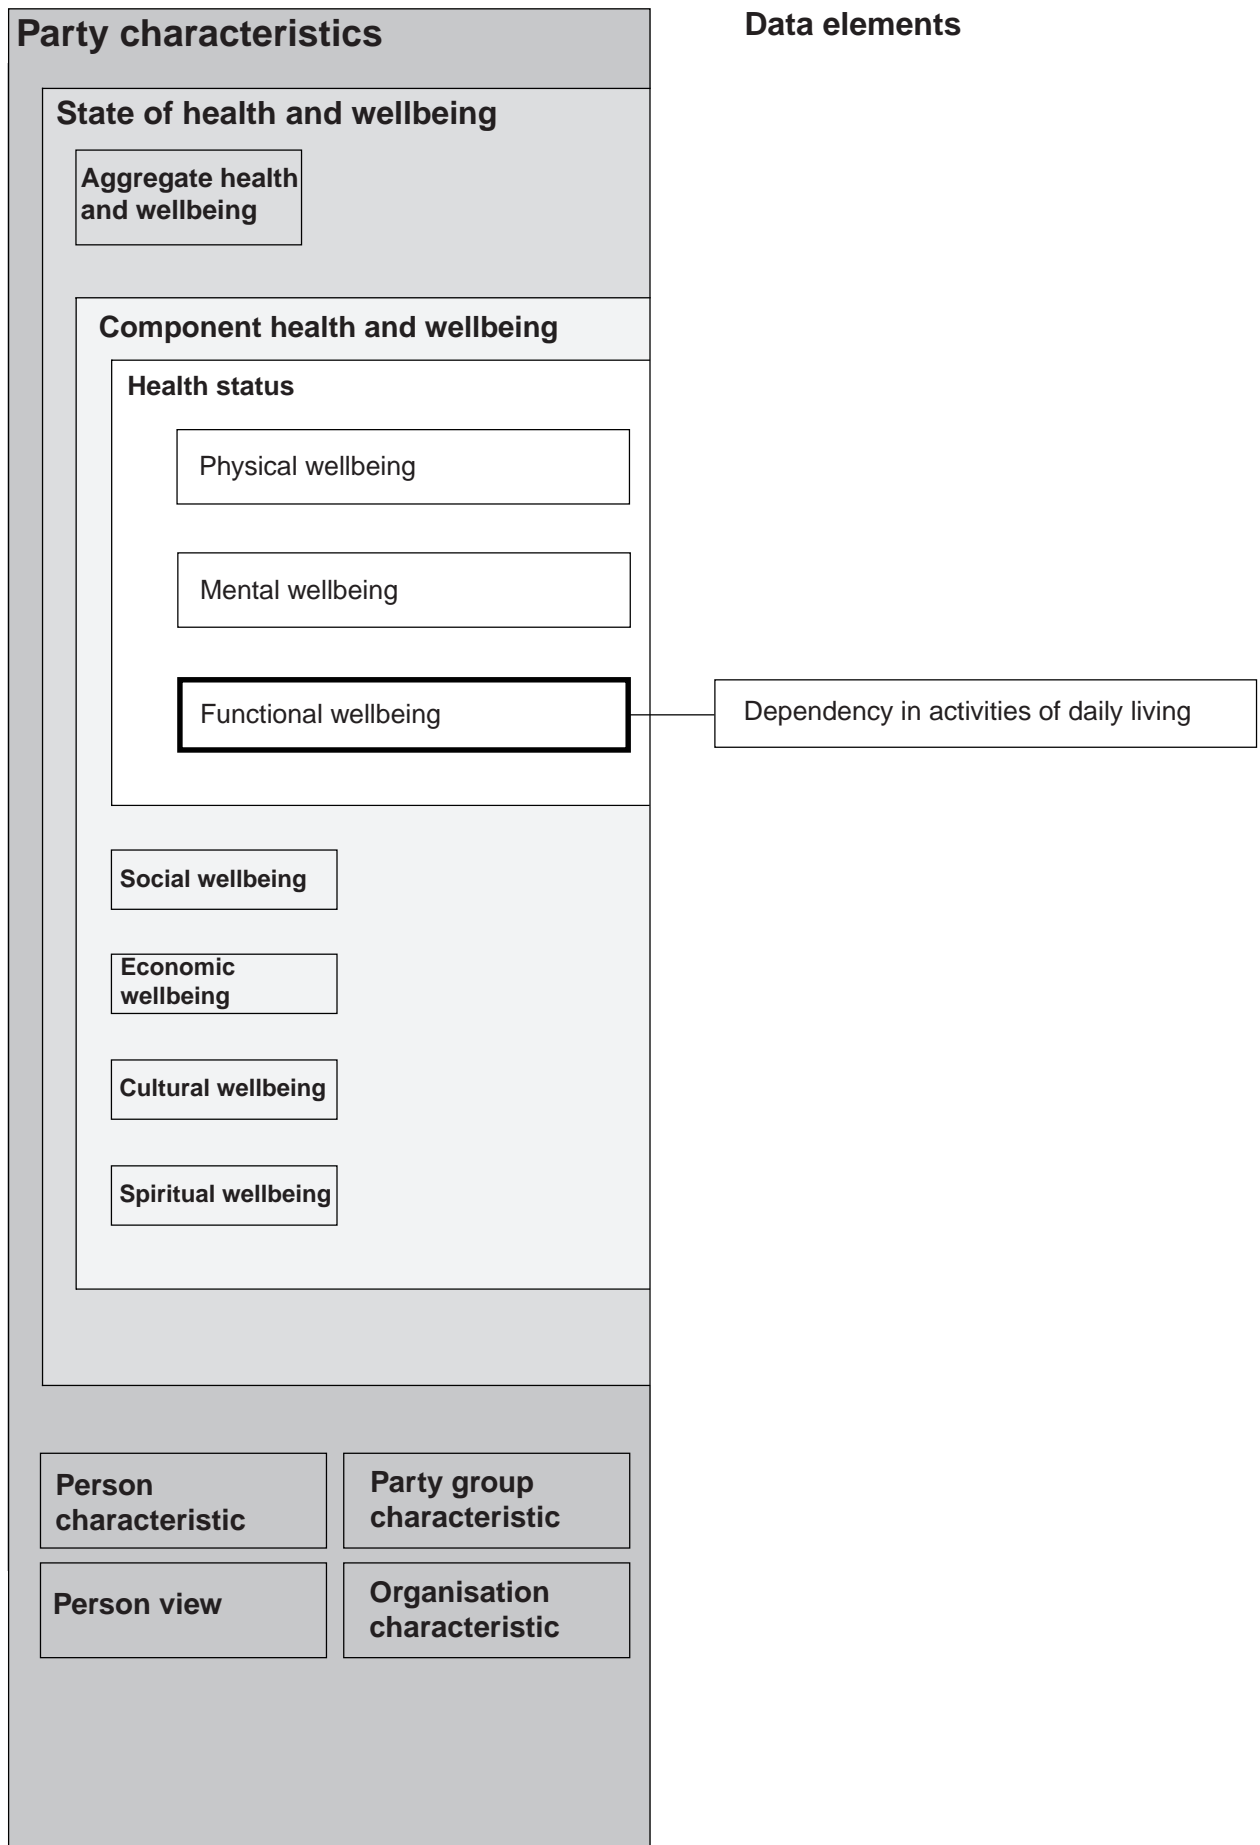 Party characteristics
Data elements
State of health and wellbeing
Aggregate health
and wellbeing
Component health and wellbeing
Health status
Physical wellbeing
Mental wellbeing
Functional wellbeing
Dependency in activities of daily living
Social wellbeing
Economic
wellbeing
Cultural wellbeing
Spiritual wellbeing
Person
characteristic
Party group
characteristic
Person view
Organisation
characteristic